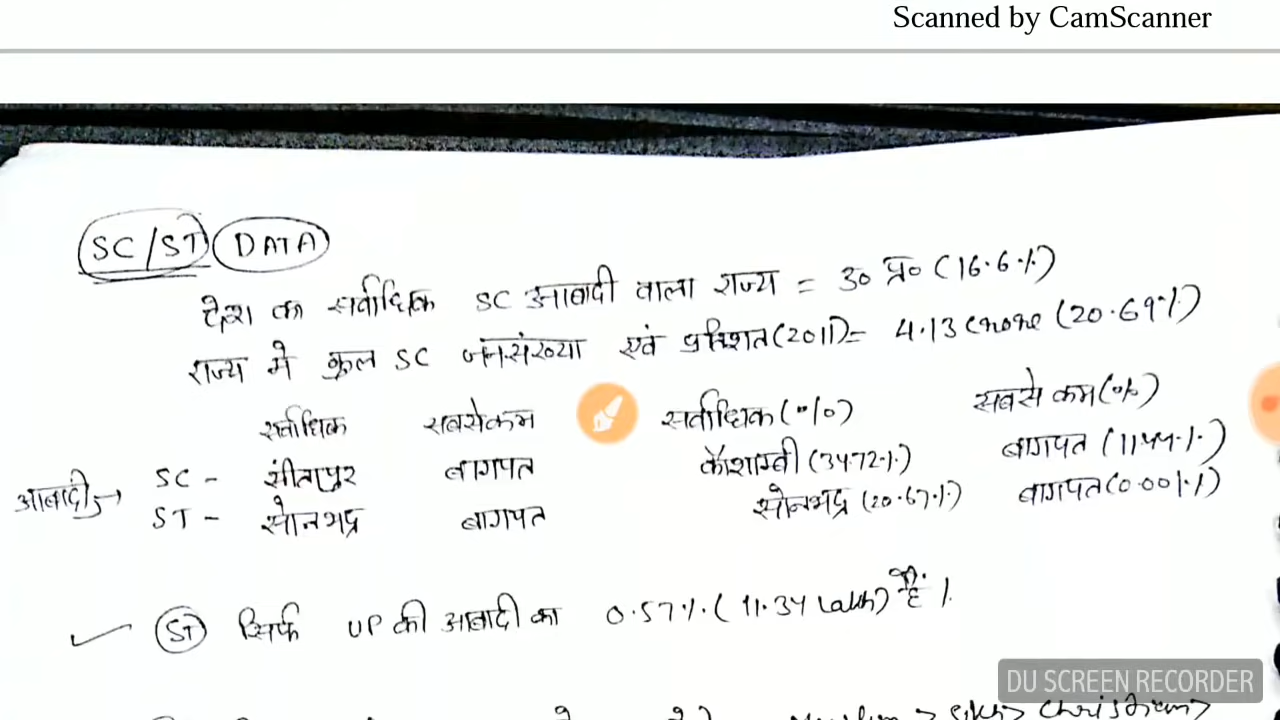 Scanned by CamScanner
SC/ST DATA
देश का सर्वाधिक SC आबादी वाला राज्य = उ० प्र० (16.6%)
राज्य मे कुल SC जनसंख्या एवं प्रतिशत (2011) = 4.13 Crore (20.69%)
सर्वाधिक सबसेकम सर्वाधिक (%) सबसे कम (%)
आबादी → SC - सीतापुर बागपत कौशाम्बी (34.72%) बागपत (11.44%)
ST - सोनभद्र बागपत सोनभद्र (20.67%) बागपत (0.001%)
ST सिर्फ UP की आबादी का 0.57% (11.34 Lakh) है।
DU SCREEN RECORDER
> sikh > christian >